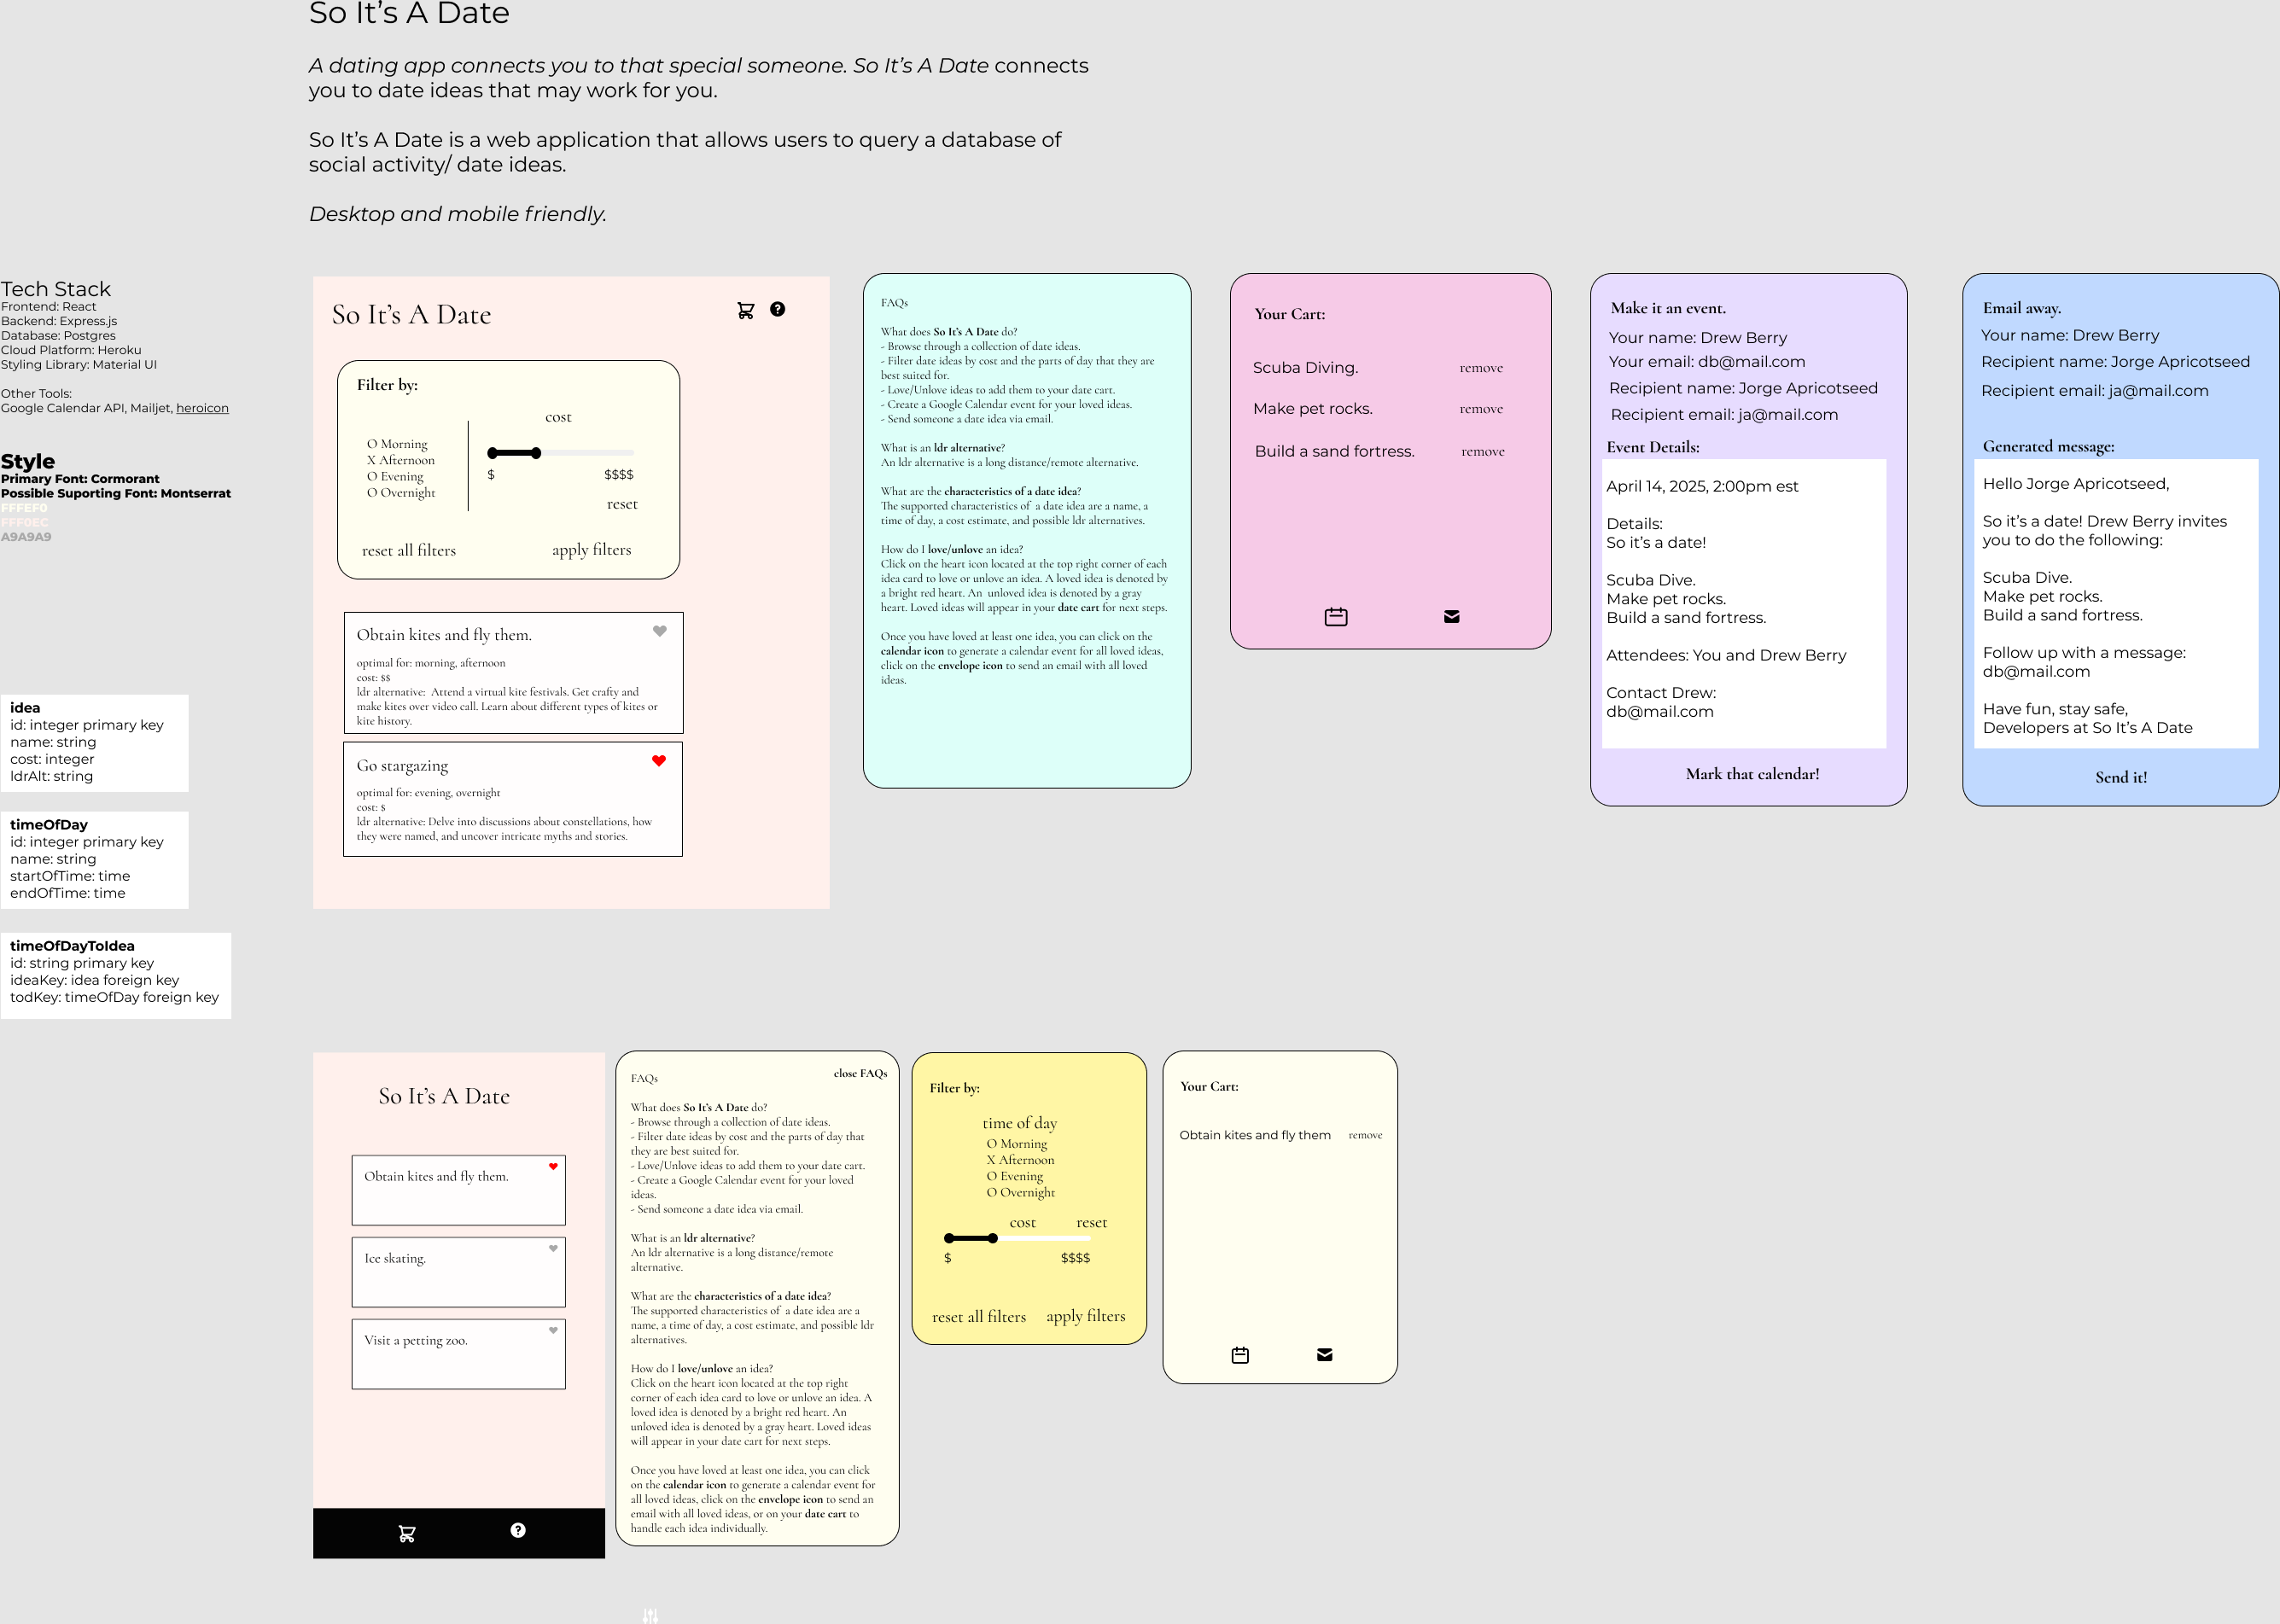 So It’s A Date
A dating app connects you to that special someone. So It’s A Date connects
you to date ideas that may work for you.
So It’s A Date is a web application that allows users to query a database of
social activity/ date ideas.
Desktop and mobile friendly.
Tech Stack
Frontend: React
Backend: Express.js
Database: Postgres
Cloud Platform: Heroku
Styling Library: Material UI
Other Tools:
Google Calendar API, Mailjet, heroicon
Style
Primary Font: Cormorant
Possible Suporting Font: Montserrat
FFFEF0
FFF0EC
A9A9A9
idea
id: integer primary key
name: string
cost: integer
ldrAlt: string
timeOfDay
id: integer primary key
name: string
startOfTime: time
endOfTime: time
timeOfDayToIdea
id: string primary key
ideaKey: idea foreign key
todKey: timeOfDay foreign key
So It’s A Date
Filter by:
O Morning
X Afternoon
O Evening
O Overnight
cost
$
$$$$
reset
reset all filters
apply filters
Obtain kites and fly them.
optimal for: morning, afternoon
cost: $$
ldr alternative:  Attend a virtual kite festivals. Get crafty and
make kites over video call. Learn about different types of kites or
kite history.
Go stargazing
optimal for: evening, overnight
cost: $
ldr alternative: Delve into discussions about constellations, how
they were named, and uncover intricate myths and stories.
FAQs
What does So It’s A Date do?
- Browse through a collection of date ideas.
- Filter date ideas by cost and the parts of day that they are
best suited for.
- Love/Unlove ideas to add them to your date cart.
- Create a Google Calendar event for your loved ideas.
- Send someone a date idea via email.
What is an ldr alternative?
An ldr alternative is a long distance/remote alternative.
What are the characteristics of a date idea?
The supported characteristics of  a date idea are a name, a
time of day, a cost estimate, and possible ldr alternatives.
How do I love/unlove an idea?
Click on the heart icon located at the top right corner of each
idea card to love or unlove an idea. A loved idea is denoted by
a bright red heart. An  unloved idea is denoted by a gray
heart. Loved ideas will appear in your date cart for next steps.
Once you have loved at least one idea, you can click on the
calendar icon to generate a calendar event for all loved ideas,
click on the envelope icon to send an email with all loved
ideas.
Your Cart:
Scuba Diving.
remove
Make pet rocks.
remove
Build a sand fortress.
remove
Make it an event.
Your name: Drew Berry
Your email: db@mail.com
Recipient name: Jorge Apricotseed
Recipient email: ja@mail.com
Event Details:
April 14, 2025, 2:00pm est
Details:
So it’s a date!
Scuba Dive.
Make pet rocks.
Build a sand fortress.
Attendees: You and Drew Berry
Contact Drew:
db@mail.com
Mark that calendar!
Email away.
Your name: Drew Berry
Recipient name: Jorge Apricotseed
Recipient email: ja@mail.com
Generated message:
Hello Jorge Apricotseed,
So it’s a date! Drew Berry invites
you to do the following:
Scuba Dive.
Make pet rocks.
Build a sand fortress.
Follow up with a message:
db@mail.com
Have fun, stay safe,
Developers at So It’s A Date
Send it!
So It’s A Date
Obtain kites and fly them.
Ice skating.
Visit a petting zoo.
close FAQs
FAQs
What does So It’s A Date do?
- Browse through a collection of date ideas.
- Filter date ideas by cost and the parts of day that
they are best suited for.
- Love/Unlove ideas to add them to your date cart.
- Create a Google Calendar event for your loved
ideas.
- Send someone a date idea via email.
What is an ldr alternative?
An ldr alternative is a long distance/remote
alternative.
What are the characteristics of a date idea?
The supported characteristics of  a date idea are a
name, a time of day, a cost estimate, and possible ldr
alternatives.
How do I love/unlove an idea?
Click on the heart icon located at the top right
corner of each idea card to love or unlove an idea. A
loved idea is denoted by a bright red heart. An
unloved idea is denoted by a gray heart. Loved ideas
will appear in your date cart for next steps.
Once you have loved at least one idea, you can click
on the calendar icon to generate a calendar event for
all loved ideas, click on the envelope icon to send an
email with all loved ideas, or on your date cart to
handle each idea individually.
Filter by:
time of day
O Morning
X Afternoon
O Evening
O Overnight
cost
reset
$
$$$$
reset all filters
apply filters
Your Cart:
Obtain kites and fly them
remove